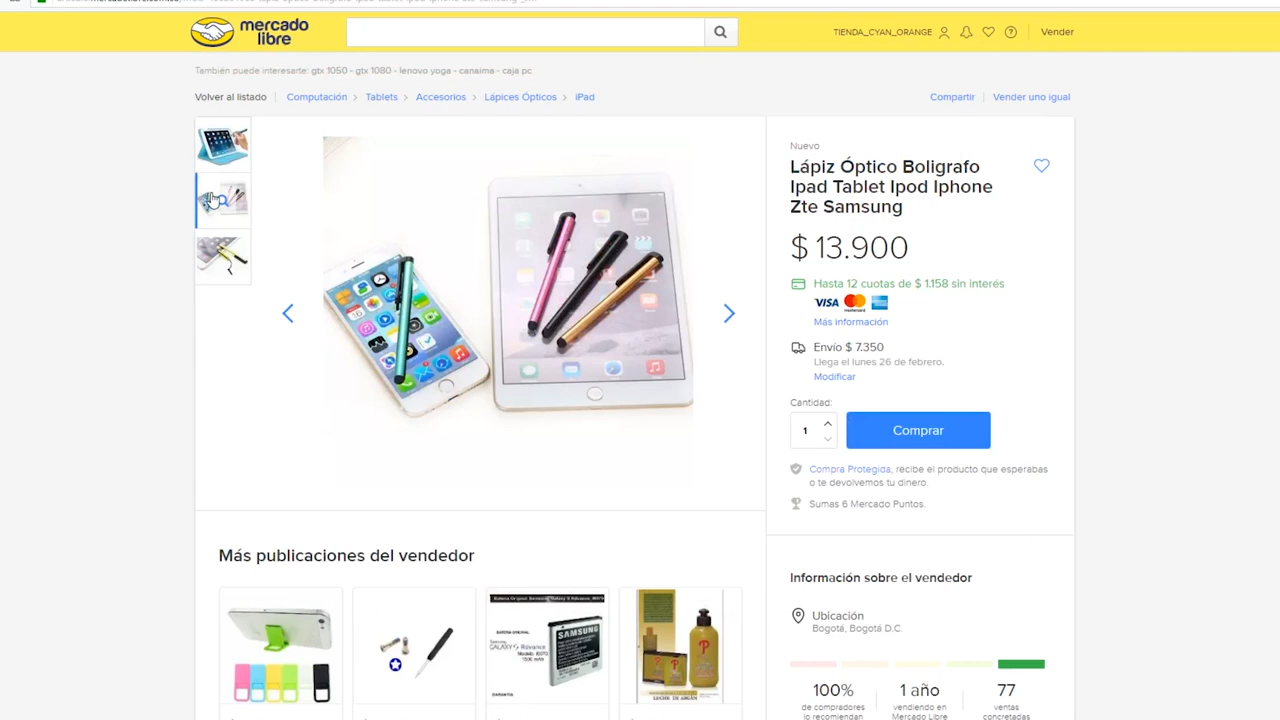 mercado
libre
TIENDA_CYAN_ORANGE
Vender
También puede interesarte: gtx 1050 - gtx 1080 - lenovo yoga - canaima - caja pc
Volver al listado | Computación > Tablets > Accesorios > Lápices Ópticos > iPad
Compartir | Vender uno igual
Nuevo
Lápiz Óptico Boligrafo
Ipad Tablet Ipod Iphone
Zte Samsung
$ 13.900
Hasta 12 cuotas de $ 1.158 sin interés
VISA
Más información
Envío $ 7.350
Llega el lunes 26 de febrero.
Modificar
Cantidad:
1
Comprar
Compra Protegida, recibe el producto que esperabas
o te devolvemos tu dinero.
Sumas 6 Mercado Puntos.
Más publicaciones del vendedor
SAMSUNG
Información sobre el vendedor
Ubicación
Bogotá, Bogotá D.C.
100%
de compradores
lo recomiendan
1 año
vendiendo en
Mercado Libre
77
ventas
concretadas